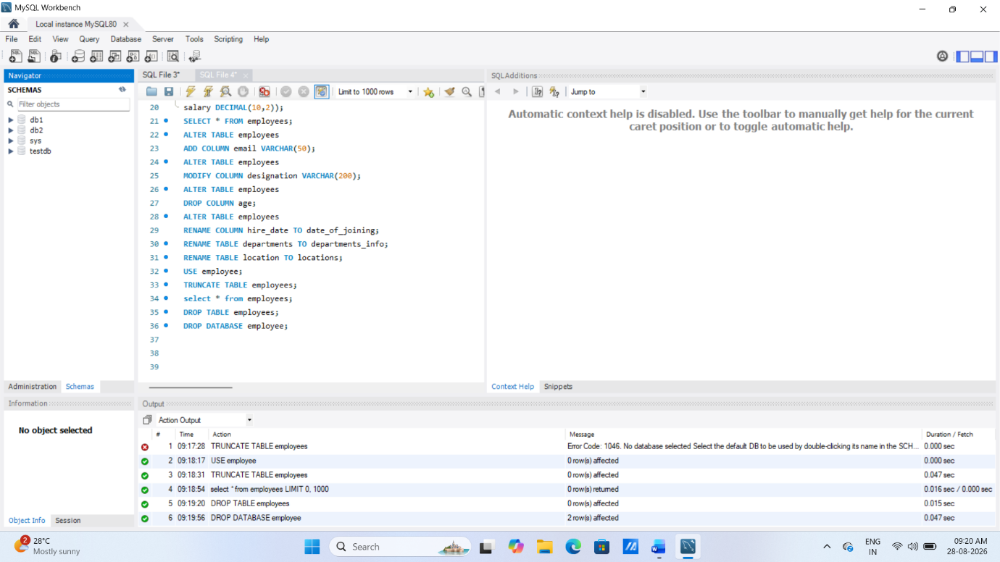 MySQL Workbench
Local instance MySQL80
File Edit View Query Database Server Tools Scripting Help
Navigator
SCHEMAS
Filter objects
db1
db2
sys
testdb
Administration Schemas
Information
No object selected
Object Info Session
SQL File 3* SQL File 4*
Limit to 1000 rows
20 salary DECIMAL(10,2));
21 SELECT * FROM employees;
22 ALTER TABLE employees
23 ADD COLUMN email VARCHAR(50);
24 ALTER TABLE employees
25 MODIFY COLUMN designation VARCHAR(200);
26 ALTER TABLE employees
27 DROP COLUMN age;
28 ALTER TABLE employees
29 RENAME COLUMN hire_date TO date_of_joining;
30 RENAME TABLE departments TO departments_info;
31 RENAME TABLE location TO locations;
32 USE employee;
33 TRUNCATE TABLE employees;
34 select * from employees;
35 DROP TABLE employees;
36 DROP DATABASE employee;
37
38
39
SQLAdditions
Jump to
Automatic context help is disabled. Use the toolbar to manually get help for the current
caret position or to toggle automatic help.
Context Help Snippets
Output
Action Output
# Time Action Message Duration / Fetch
1 09:17:28 TRUNCATE TABLE employees Error Code: 1046. No database selected Select the default DB to be used by double-clicking its name in the SCH... 0.000 sec
2 09:18:17 USE employee 0 row(s) affected 0.000 sec
3 09:18:31 TRUNCATE TABLE employees 0 row(s) affected 0.047 sec
4 09:18:54 select * from employees LIMIT 0, 1000 0 row(s) returned 0.016 sec / 0.000 sec
5 09:19:20 DROP TABLE employees 0 row(s) affected 0.015 sec
6 09:19:56 DROP DATABASE employee 2 row(s) affected 0.047 sec
2
28°C
Mostly sunny
Search
ENG
IN
09:20 AM
28-08-2026